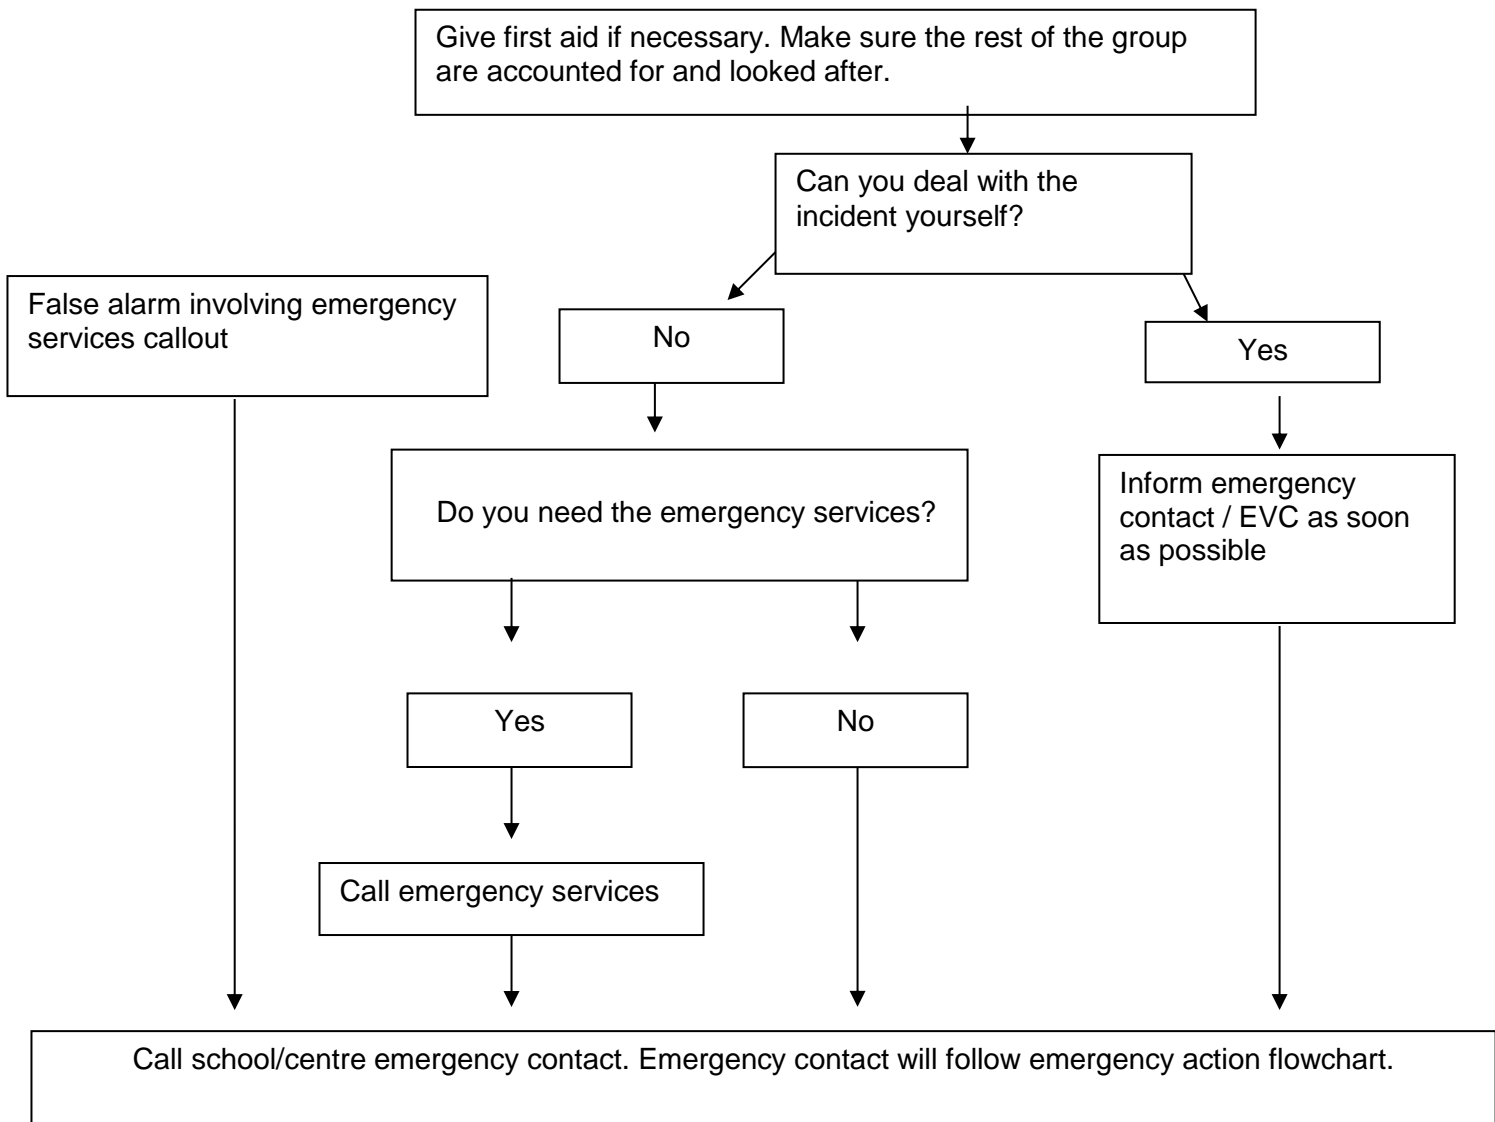 Give first aid if necessary. Make sure the rest of the group
are accounted for and looked after.
Can you deal with the
incident yourself?
False alarm involving emergency
services callout
No
Yes
Do you need the emergency services?
Inform emergency
contact / EVC as soon
as possible
Yes
No
Call emergency services
Call school/centre emergency contact. Emergency contact will follow emergency action flowchart.